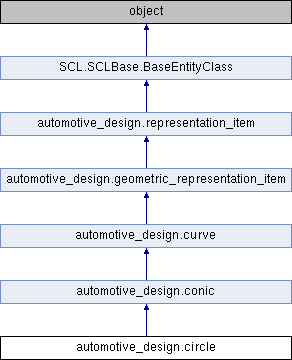 object
SCL.SCLBase.BaseEntityClass
automotive_design.representation_item
automotive_design.geometric_representation_item
automotive_design.curve
automotive_design.conic
automotive_design.circle